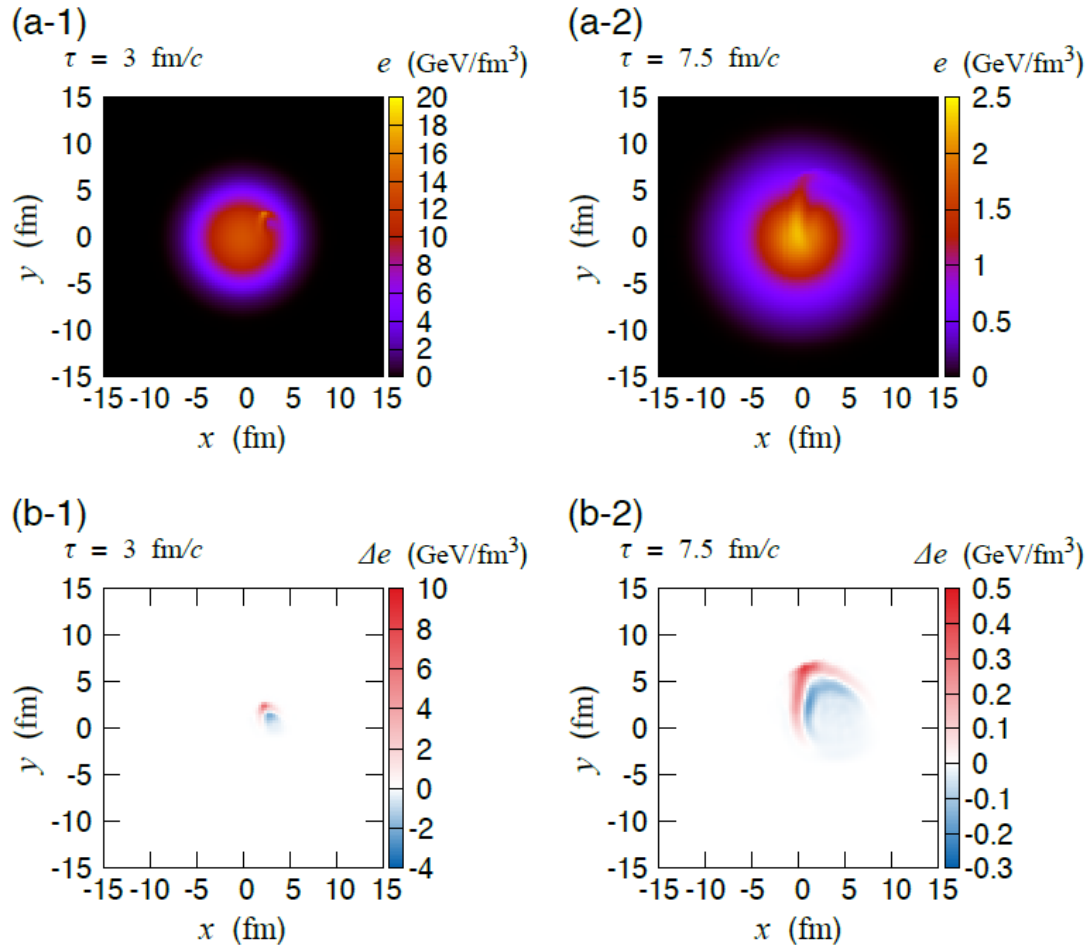 (a-1)
τ = 3 fm/c
e (GeV/fm³)
15
10
5
0
-5
-10
-15
y (fm)
-15 -10 -5 0 5 10 15
x (fm)
20
18
16
14
12
10
8
6
4
2
0
(a-2)
τ = 7.5 fm/c
e (GeV/fm³)
15
10
5
0
-5
-10
-15
y (fm)
-15 -10 -5 0 5 10 15
x (fm)
2.5
2
1.5
1
0.5
0
(b-1)
τ = 3 fm/c
Δe (GeV/fm³)
15
10
5
0
-5
-10
-15
y (fm)
-15 -10 -5 0 5 10 15
x (fm)
10
8
6
4
2
0
-2
-4
(b-2)
τ = 7.5 fm/c
Δe (GeV/fm³)
15
10
5
0
-5
-10
-15
y (fm)
-15 -10 -5 0 5 10 15
x (fm)
0.5
0.4
0.3
0.2
0.1
0
-0.1
-0.2
-0.3